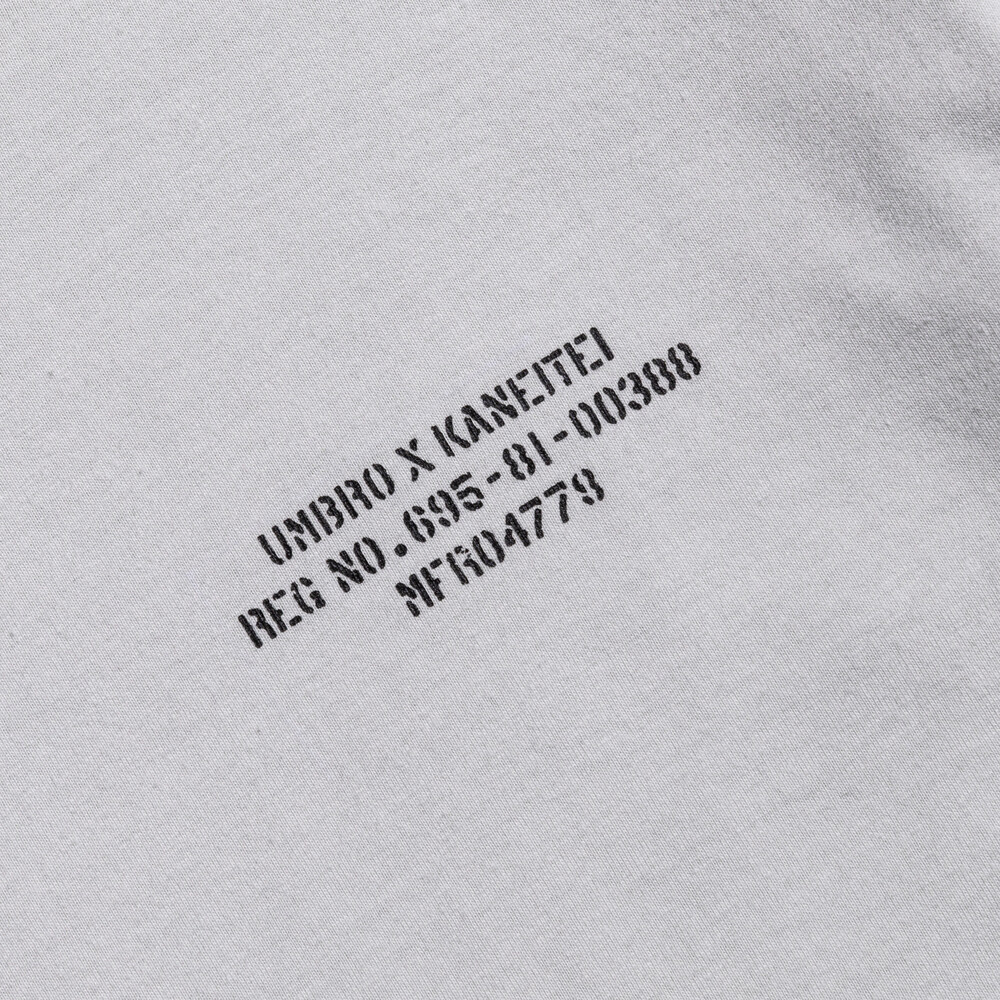 UMBRO X KANEITEI
REG NO.695-81-00388
MFR04779